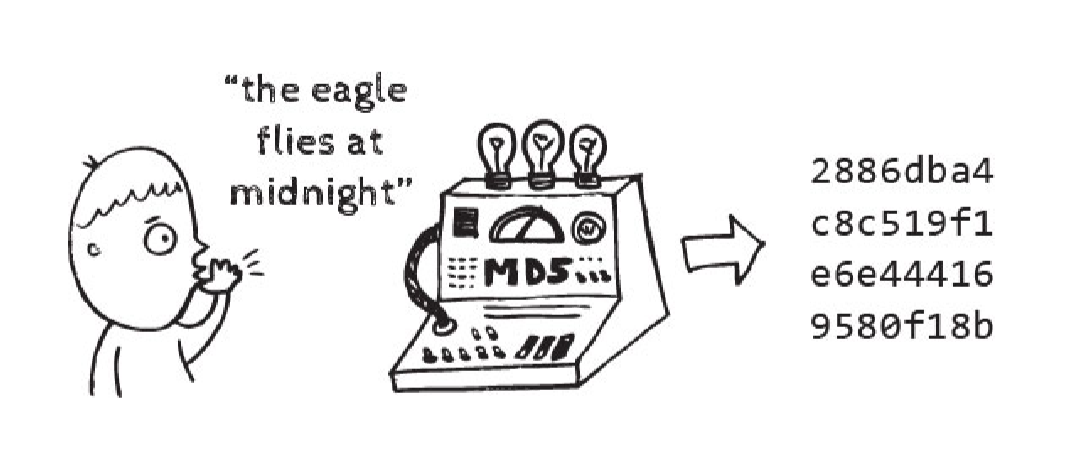 “the eagle
flies at
midnight”
MD5
2886dba4
c8c519f1
e6e44416
9580f18b